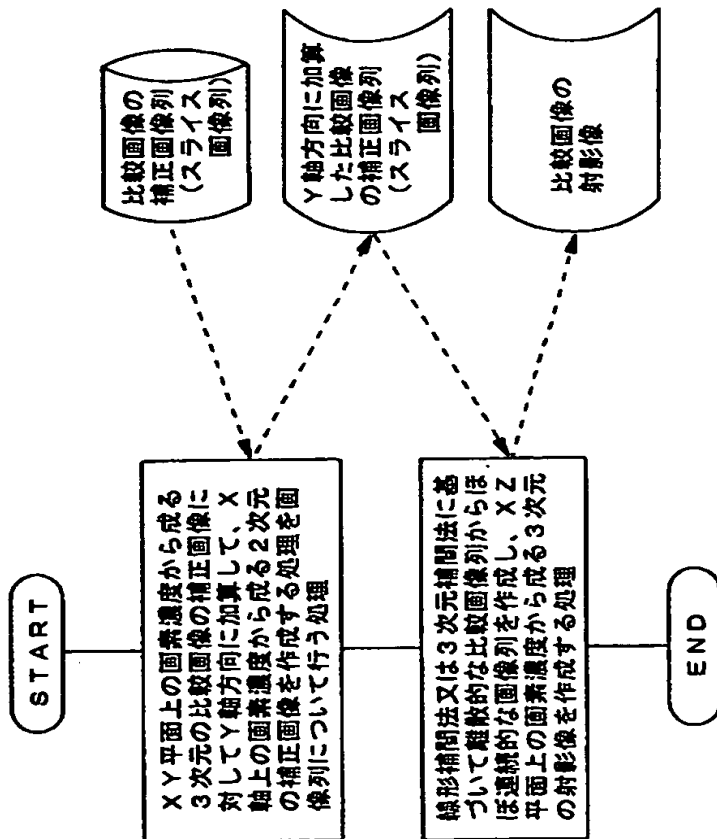 START
XY平面上の画素濃度から成る
3次元の比較画像の補正画像に
対してY軸方向に加算して、X
軸上の画素濃度から成る2次元
の補正画像を作成する処理を画
像列について行う処理
線形補間法又は3次元補間法に基
づいて離散的な比較画像列からほ
ぼ連続的な画像列を作成し、XZ
平面上の画素濃度から成る3次元
の射影像を作成する処理
END
比較画像の
補正画像列
(スライス
画像列)
Y軸方向に加算
した比較画像
の補正画像列
(スライス
画像列)
比較画像の
射影像